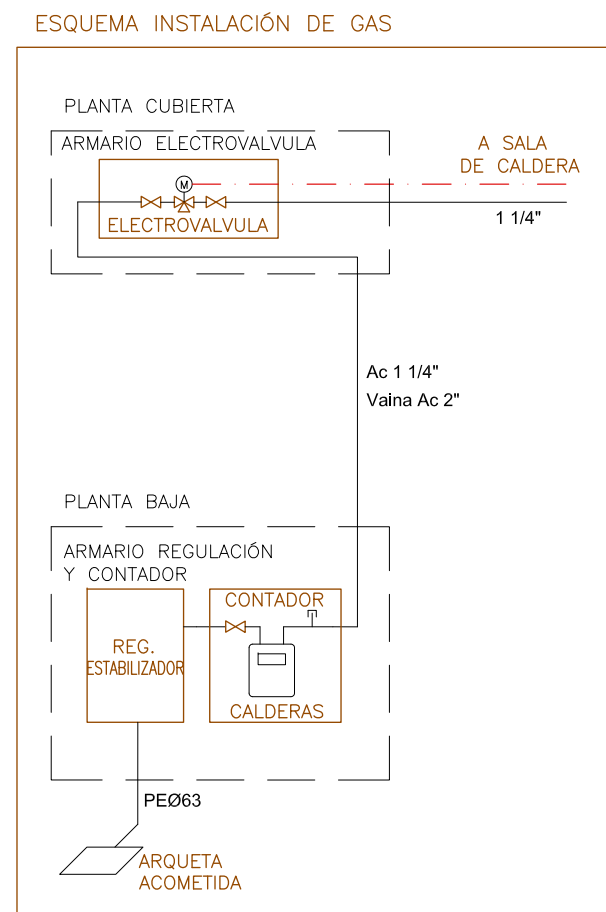 ESQUEMA INSTALACIÓN DE GAS
PLANTA CUBIERTA
ARMARIO ELECTROVALVULA
A SALA
DE CALDERA
M
ELECTROVALVULA
1 1/4"
Ac 1 1/4"
Vaina Ac 2"
PLANTA BAJA
ARMARIO REGULACIÓN
Y CONTADOR
CONTADOR
REG.
ESTABILIZADOR
CALDERAS
PEØ63
ARQUETA
ACOMETIDA